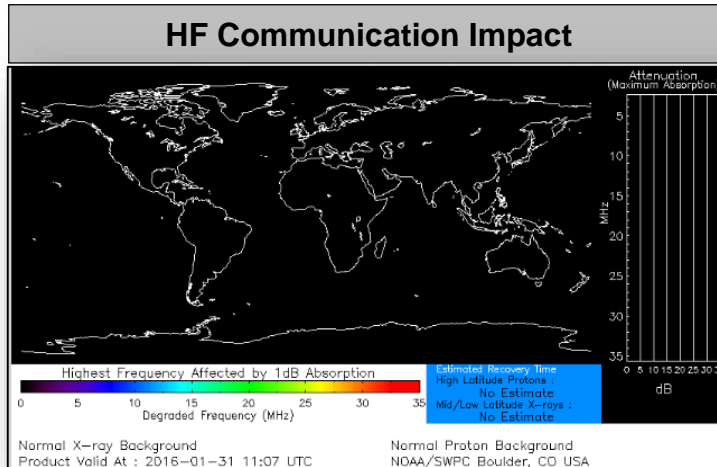 HF Communication Impact
Attenuation
(Maximum Absorption
5
10
15
20
25
30
35
MHz
0 5 10 15 20 25 3
dB
Highest Frequency Affected by 1dB Absorption
0 5 10 15 20 25 30 35
Degraded Frequency (MHz)
Estimated Recovery Time
High Latitude Protons :
No Estimate
Mid/Low Latitude X-rays :
No Estimate
Normal X-ray Background
Product Valid At : 2016-01-31 11:07 UTC
Normal Proton Background
NOAA/SWPC Boulder, CO USA